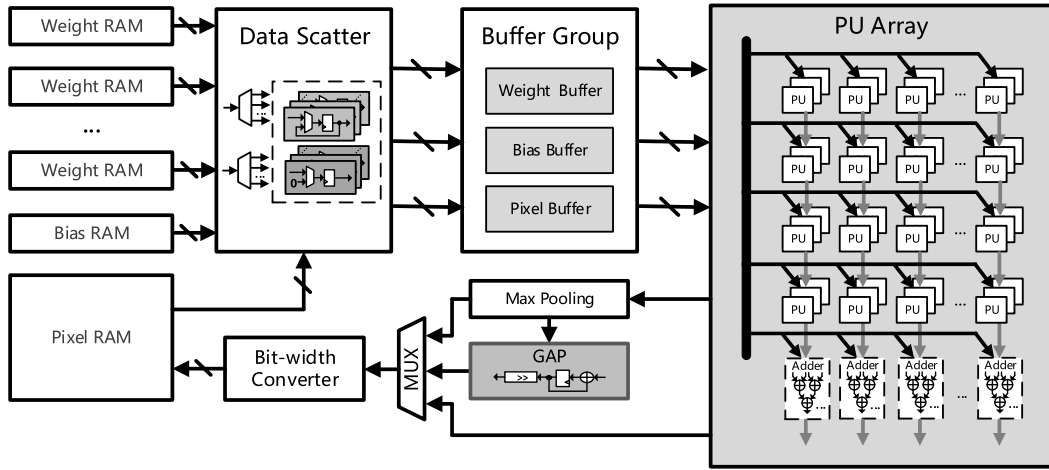 Weight RAM
Weight RAM
...
Weight RAM
Bias RAM
Pixel RAM
Data Scatter
...
...
0
Buffer Group
Weight Buffer
Bias Buffer
Pixel Buffer
Max Pooling
GAP
>>
MUX
Bit-width
Converter
PU Array
PU PU PU ... PU
PU PU PU ... PU
PU PU PU ... PU
PU PU PU ... PU
Adder Adder Adder Adder
... ... ... ... ...